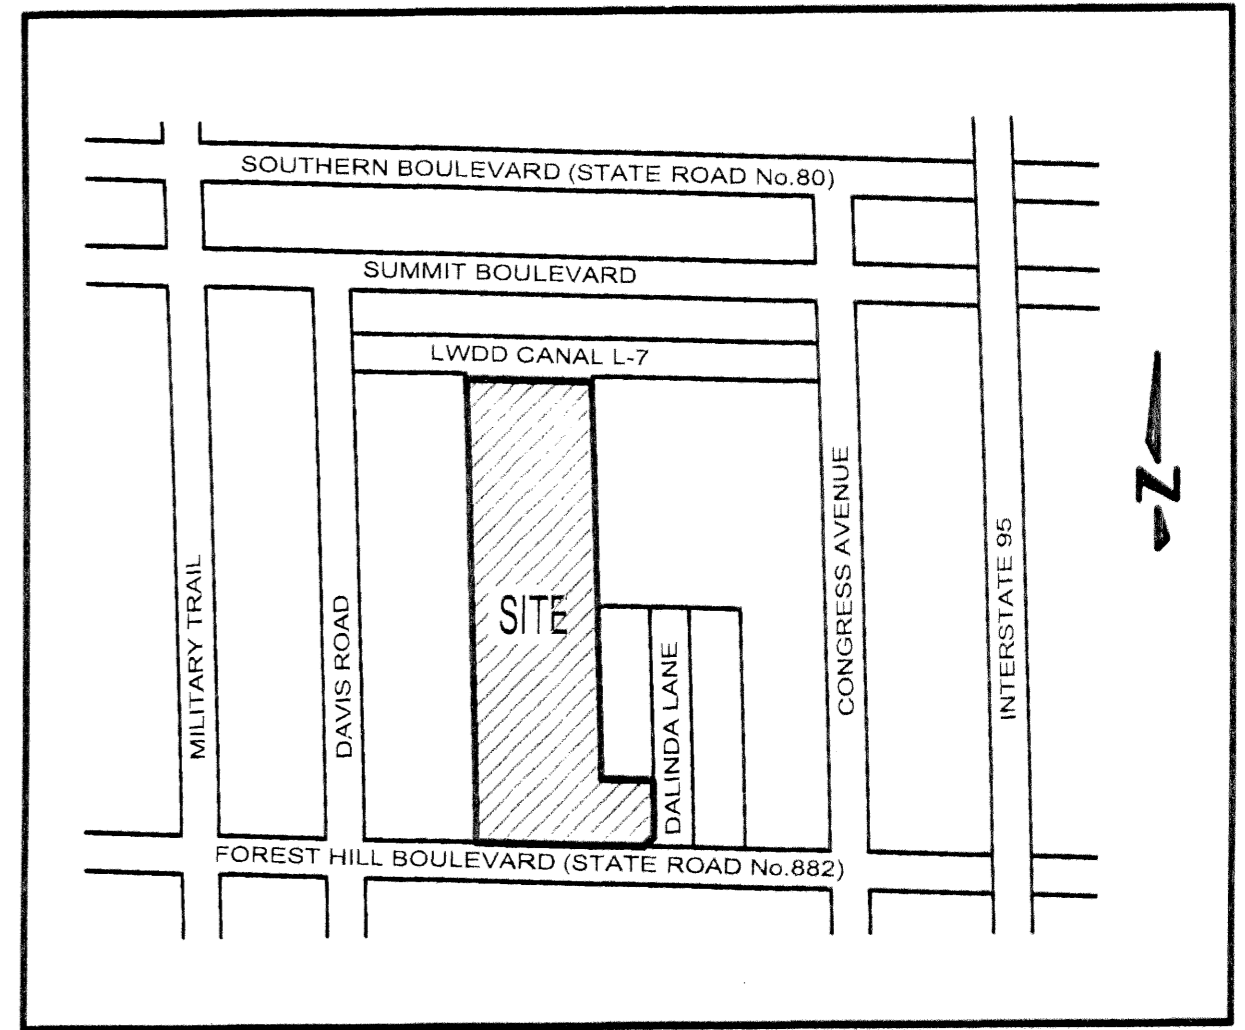 SOUTHERN BOULEVARD (STATE ROAD No.80)
SUMMIT BOULEVARD
LWDD CANAL L-7
MILITARY TRAIL
DAVIS ROAD
SITE
DALINDA LANE
CONGRESS AVENUE
INTERSTATE 95
N
FOREST HILL BOULEVARD (STATE ROAD No.882)